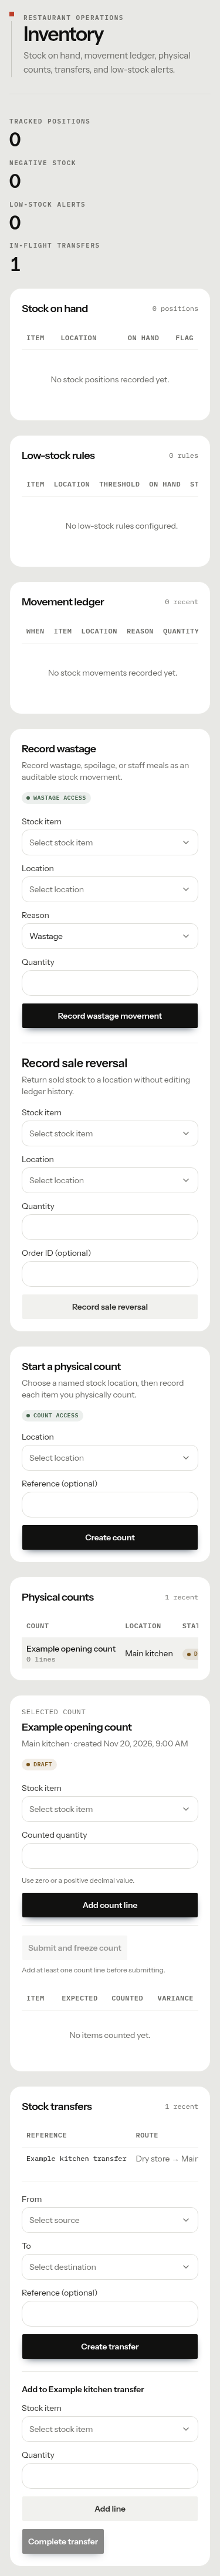 RESTAURANT OPERATIONS
Inventory
Stock on hand, movement ledger, physical
counts, transfers, and low-stock alerts.
TRACKED POSITIONS
0
NEGATIVE STOCK
0
LOW-STOCK ALERTS
0
IN-FLIGHT TRANSFERS
1
Stock on hand 0 positions
ITEM LOCATION ON HAND FLAG
No stock positions recorded yet.
Low-stock rules 0 rules
ITEM LOCATION THRESHOLD ON HAND ST
No low-stock rules configured.
Movement ledger 0 recent
WHEN ITEM LOCATION REASON QUANTITY
No stock movements recorded yet.
Record wastage
Record wastage, spoilage, or staff meals as an
auditable stock movement.
WASTAGE ACCESS
Stock item
Select stock item
Location
Select location
Reason
Wastage
Quantity
Record wastage movement
Record sale reversal
Return sold stock to a location without editing
ledger history.
Stock item
Select stock item
Location
Select location
Quantity
Order ID (optional)
Record sale reversal
Start a physical count
Choose a named stock location, then record
each item you physically count.
COUNT ACCESS
Location
Select location
Reference (optional)
Create count
Physical counts 1 recent
COUNT LOCATION STAT
Example opening count Main kitchen D
0 lines
SELECTED COUNT
Example opening count
Main kitchen · created Nov 20, 2026, 9:00 AM
DRAFT
Stock item
Select stock item
Counted quantity
Use zero or a positive decimal value.
Add count line
Submit and freeze count
Add at least one count line before submitting.
ITEM EXPECTED COUNTED VARIANCE
No items counted yet.
Stock transfers 1 recent
REFERENCE ROUTE
Example kitchen transfer Dry store → Main
From
Select source
To
Select destination
Reference (optional)
Create transfer
Add to Example kitchen transfer
Stock item
Select stock item
Quantity
Add line
Complete transfer